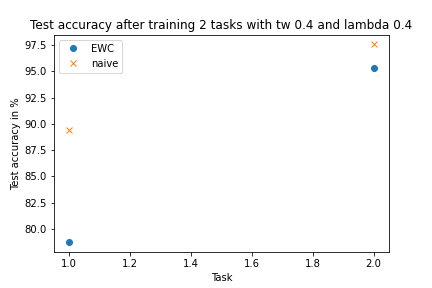 Test accuracy after training 2 tasks with tw 0.4 and lambda 0.4
EWC
naive
Test accuracy in %
97.5
95.0
92.5
90.0
87.5
85.0
82.5
80.0
1.0 1.2 1.4 1.6 1.8 2.0
Task